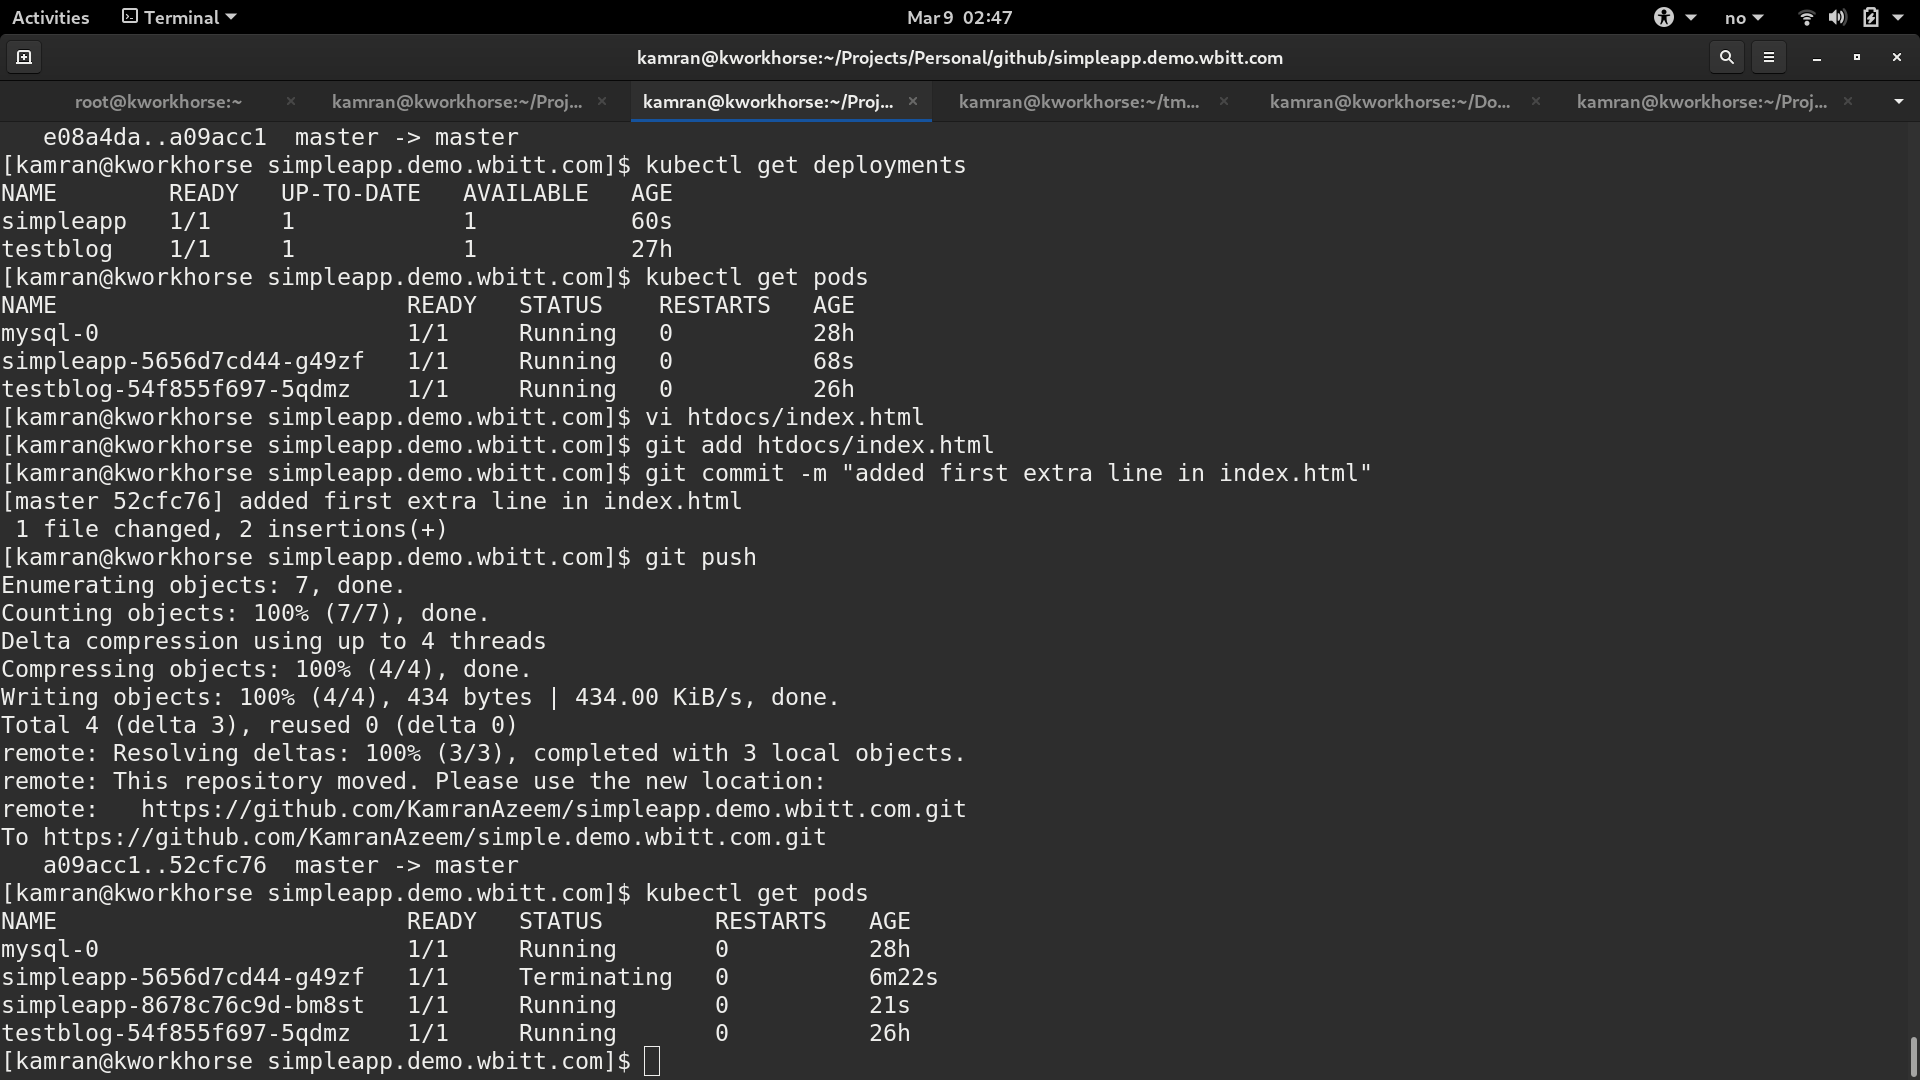 Activities Terminal Mar 9 02:47 no
kamran@kworkhorse:~/Projects/Personal/github/simpleapp.demo.wbitt.com
root@kworkhorse:~ kamran@kworkhorse:~/Proj... kamran@kworkhorse:~/Proj... kamran@kworkhorse:~/tm... kamran@kworkhorse:~/Do... kamran@kworkhorse:~/Proj...
   e08a4da..a09acc1  master -> master
[kamran@kworkhorse simpleapp.demo.wbitt.com]$ kubectl get deployments
NAME        READY   UP-TO-DATE   AVAILABLE   AGE
simpleapp   1/1     1            1           60s
testblog    1/1     1            1           27h
[kamran@kworkhorse simpleapp.demo.wbitt.com]$ kubectl get pods
NAME                         READY   STATUS    RESTARTS   AGE
mysql-0                      1/1     Running   0          28h
simpleapp-5656d7cd44-g49zf   1/1     Running   0          68s
testblog-54f855f697-5qdmz    1/1     Running   0          26h
[kamran@kworkhorse simpleapp.demo.wbitt.com]$ vi htdocs/index.html
[kamran@kworkhorse simpleapp.demo.wbitt.com]$ git add htdocs/index.html
[kamran@kworkhorse simpleapp.demo.wbitt.com]$ git commit -m "added first extra line in index.html"
[master 52cfc76] added first extra line in index.html
 1 file changed, 2 insertions(+)
[kamran@kworkhorse simpleapp.demo.wbitt.com]$ git push
Enumerating objects: 7, done.
Counting objects: 100% (7/7), done.
Delta compression using up to 4 threads
Compressing objects: 100% (4/4), done.
Writing objects: 100% (4/4), 434 bytes | 434.00 KiB/s, done.
Total 4 (delta 3), reused 0 (delta 0)
remote: Resolving deltas: 100% (3/3), completed with 3 local objects.
remote: This repository moved. Please use the new location:
remote:   https://github.com/KamranAzeem/simpleapp.demo.wbitt.com.git
To https://github.com/KamranAzeem/simple.demo.wbitt.com.git
   a09acc1..52cfc76  master -> master
[kamran@kworkhorse simpleapp.demo.wbitt.com]$ kubectl get pods
NAME                         READY   STATUS        RESTARTS   AGE
mysql-0                      1/1     Running       0          28h
simpleapp-5656d7cd44-g49zf   1/1     Terminating   0          6m22s
simpleapp-8678c76c9d-bm8st   1/1     Running       0          21s
testblog-54f855f697-5qdmz    1/1     Running       0          26h
[kamran@kworkhorse simpleapp.demo.wbitt.com]$